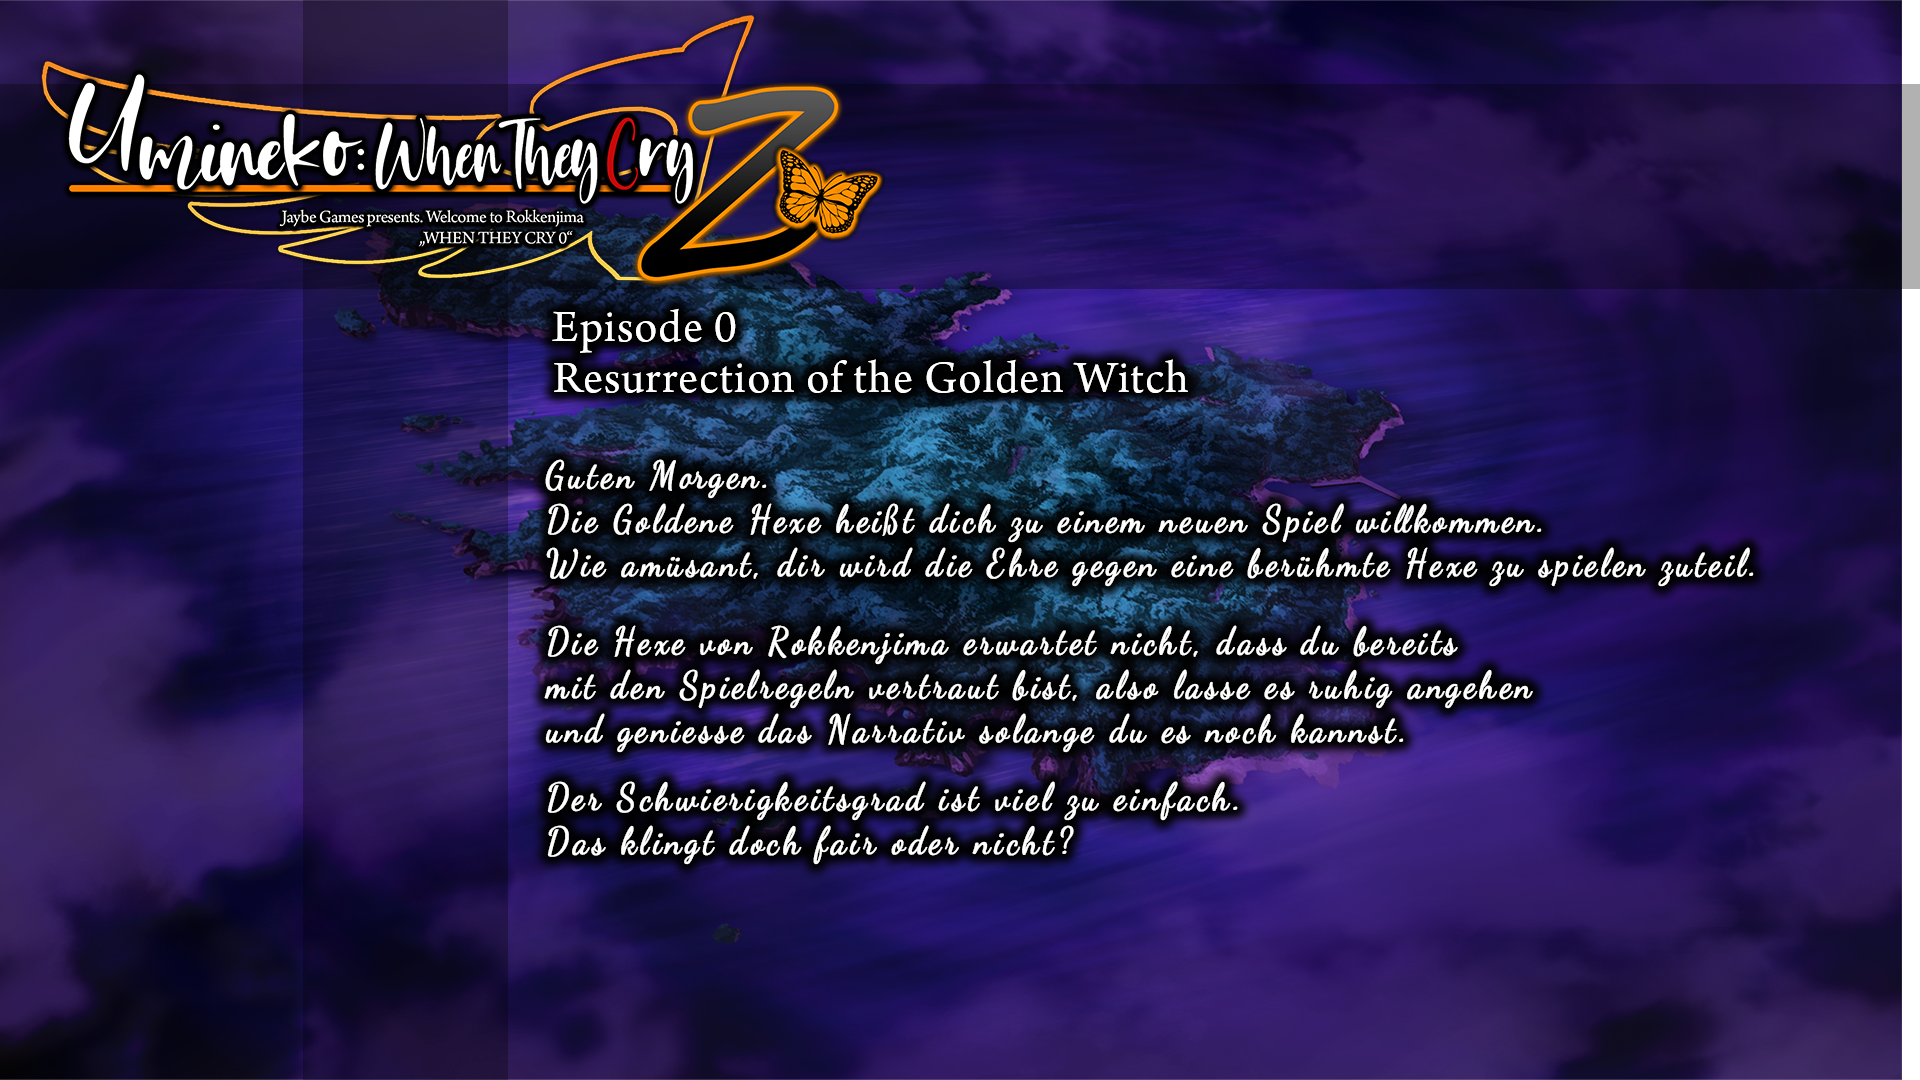 Umineko: When They Cry Z
Jaybe Games presents. Welcome to Rokkenjima
„WHEN THEY CRY 0“
Episode 0
Resurrection of the Golden Witch
Guten Morgen.
Die Goldene Hexe heißt dich zu einem neuen Spiel willkommen.
Wie amüsant, dir wird die Ehre gegen eine berühmte Hexe zu spielen zuteil.
Die Hexe von Rokkenjima erwartet nicht, dass du bereits
mit den Spielregeln vertraut bist, also lasse es ruhig angehen
und geniesse das Narrativ solange du es noch kannst.
Der Schwierigkeitsgrad ist viel zu einfach.
Das klingt doch fair oder nicht?